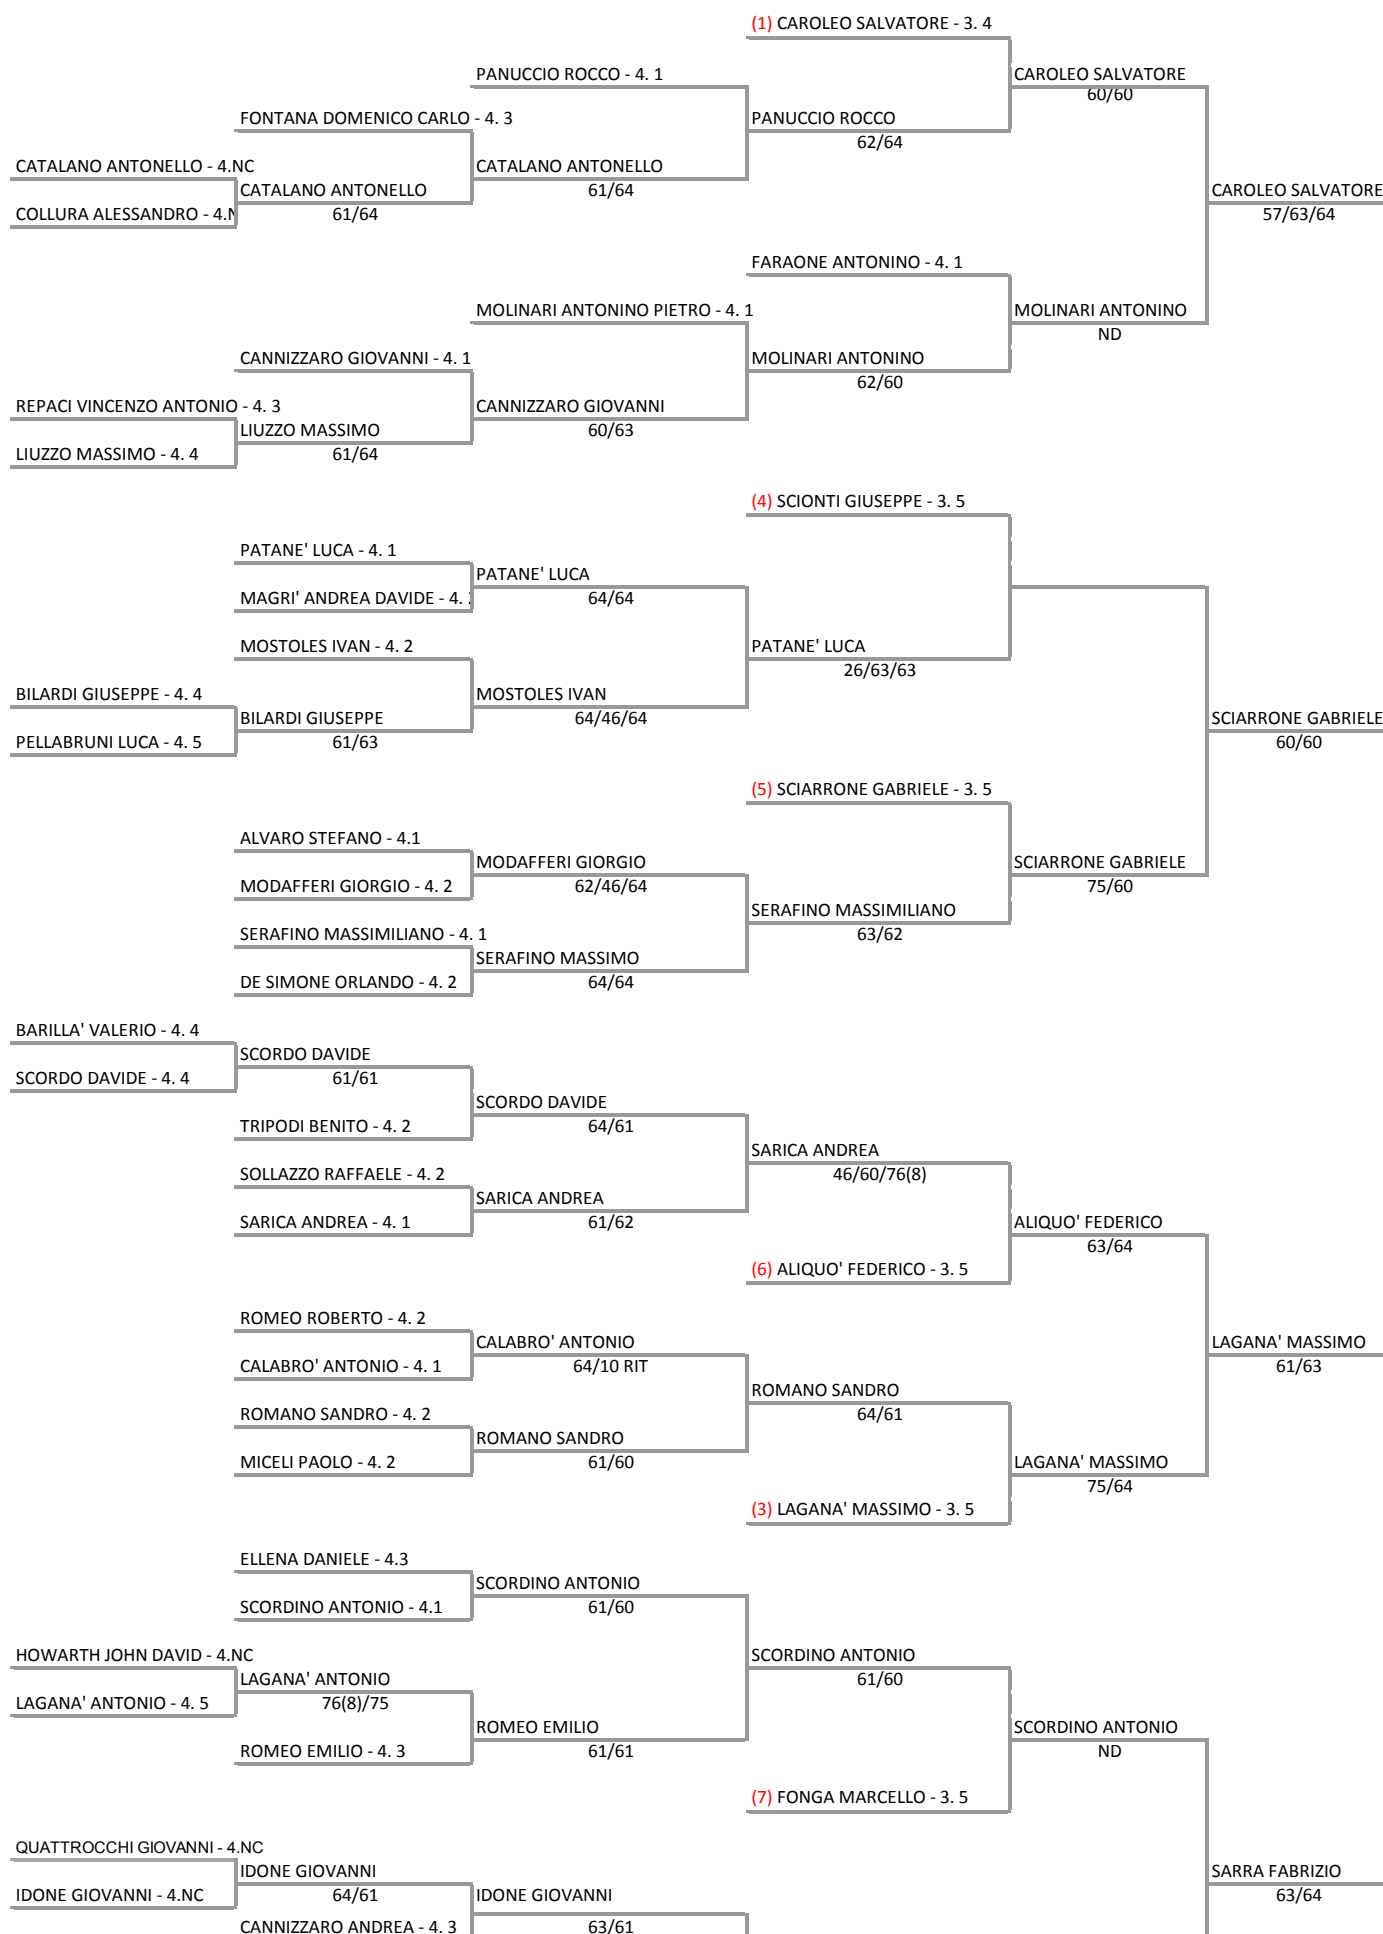 (1) CAROLEO SALVATORE - 3. 4
PANUCCIO ROCCO - 4. 1
CAROLEO SALVATORE
60/60
FONTANA DOMENICO CARLO - 4. 3
PANUCCIO ROCCO
62/64
CATALANO ANTONELLO - 4.NC
CATALANO ANTONELLO
61/64
CATALANO ANTONELLO
61/64
COLLURA ALESSANDRO - 4.N
CAROLEO SALVATORE
57/63/64
FARAONE ANTONINO - 4. 1
MOLINARI ANTONINO PIETRO - 4. 1
MOLINARI ANTONINO
ND
CANNIZZARO GIOVANNI - 4. 1
MOLINARI ANTONINO
62/60
REPACI VINCENZO ANTONIO - 4. 3
CANNIZZARO GIOVANNI
60/63
LIUZZO MASSIMO
61/64
LIUZZO MASSIMO - 4. 4
(4) SCIONTI GIUSEPPE - 3. 5
PATANE' LUCA - 4. 1
PATANE' LUCA
64/64
MAGRI' ANDREA DAVIDE - 4.
MOSTOLES IVAN - 4. 2
PATANE' LUCA
26/63/63
BILARDI GIUSEPPE - 4. 4
MOSTOLES IVAN
64/46/64
BILARDI GIUSEPPE
61/63
PELLABRUNI LUCA - 4. 5
SCIARRONE GABRIELE
60/60
(5) SCIARRONE GABRIELE - 3. 5
ALVARO STEFANO - 4.1
MODAFFERI GIORGIO
62/46/64
SCIARRONE GABRIELE
75/60
MODAFFERI GIORGIO - 4. 2
SERAFINO MASSIMILIANO
63/62
SERAFINO MASSIMILIANO - 4. 1
SERAFINO MASSIMO
64/64
DE SIMONE ORLANDO - 4. 2
BARILLA' VALERIO - 4. 4
SCORDO DAVIDE
61/61
SCORDO DAVIDE - 4. 4
SCORDO DAVIDE
64/61
TRIPODI BENITO - 4. 2
SARICA ANDREA
46/60/76(8)
SOLLAZZO RAFFAELE - 4. 2
SARICA ANDREA
61/62
SARICA ANDREA - 4. 1
ALIQUO' FEDERICO
63/64
(6) ALIQUO' FEDERICO - 3. 5
ROMEO ROBERTO - 4. 2
CALABRO' ANTONIO
64/10 RIT
LAGANA' MASSIMO
61/63
CALABRO' ANTONIO - 4. 1
ROMANO SANDRO
64/61
ROMANO SANDRO - 4. 2
ROMANO SANDRO
61/60
MICELI PAOLO - 4. 2
LAGANA' MASSIMO
75/64
(3) LAGANA' MASSIMO - 3. 5
ELLENA DANIELE - 4.3
SCORDINO ANTONIO
61/60
SCORDINO ANTONIO - 4.1
HOWARTH JOHN DAVID - 4.NC
SCORDINO ANTONIO
61/60
LAGANA' ANTONIO
76(8)/75
LAGANA' ANTONIO - 4. 5
ROMEO EMILIO
61/61
SCORDINO ANTONIO
ND
ROMEO EMILIO - 4. 3
(7) FONGA MARCELLO - 3. 5
QUATTROCCHI GIOVANNI - 4.NC
IDONE GIOVANNI
64/61
SARRA FABRIZIO
63/64
IDONE GIOVANNI - 4.NC
IDONE GIOVANNI
63/61
CANNIZZARO ANDREA - 4. 3